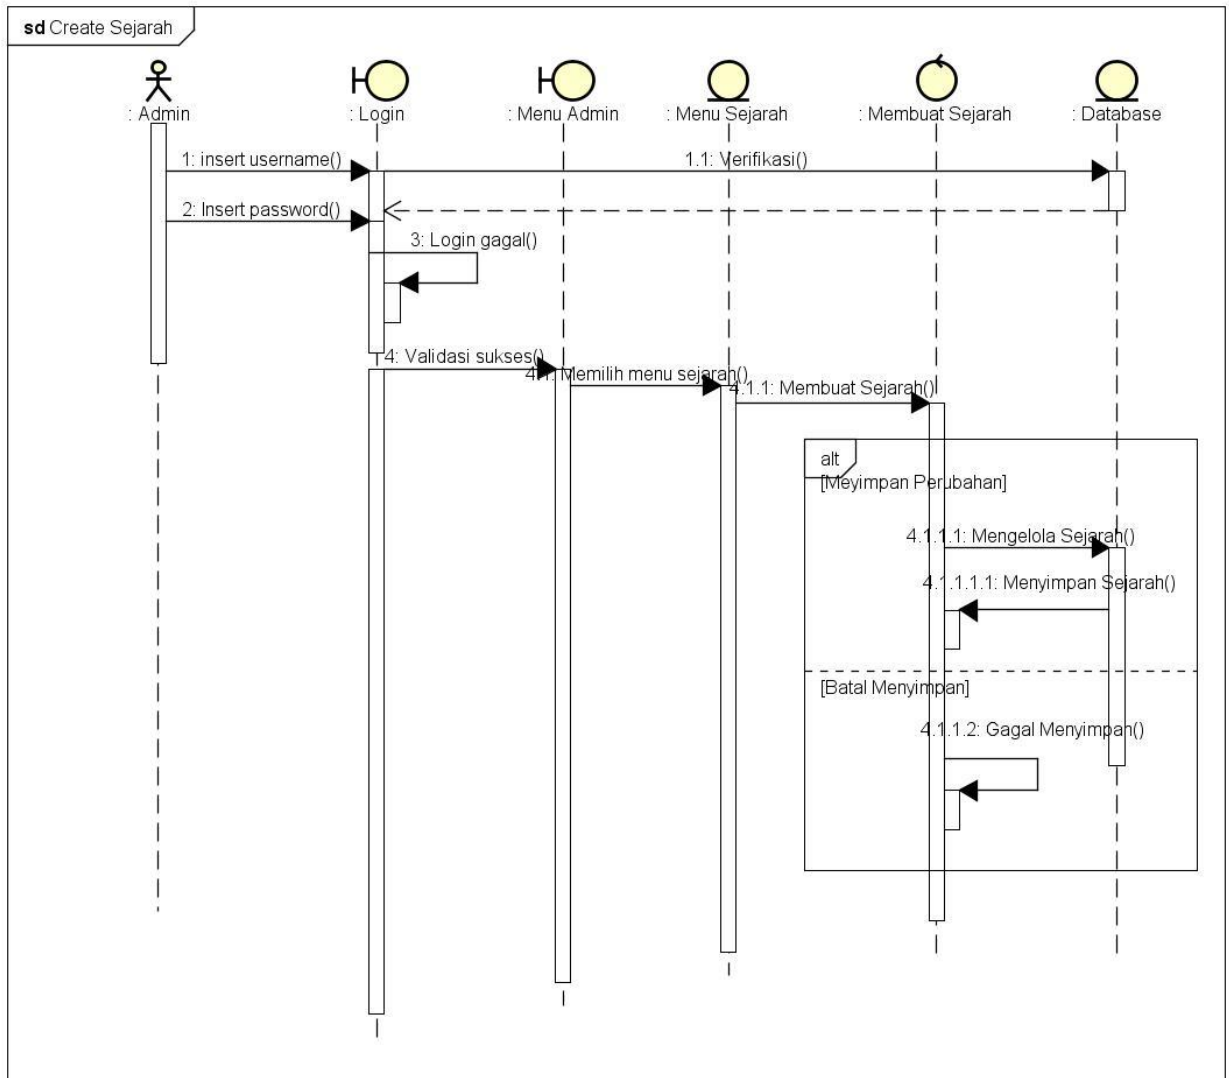 sd Create Sejarah
: Admin
: Login
: Menu Admin
: Menu Sejarah
: Membuat Sejarah
: Database
1: insert username()
1.1: Verifikasi()
2: Insert password()
3: Login gagal()
4: Validasi sukses()
4.1: Memilih menu sejarah()
4.1.1: Membuat Sejarah()
alt
[Meyimpan Perubahan]
4.1.1.1: Mengelola Sejarah()
4.1.1.1.1: Menyimpan Sejarah()
[Batal Menyimpan]
4.1.1.2: Gagal Menyimpan()